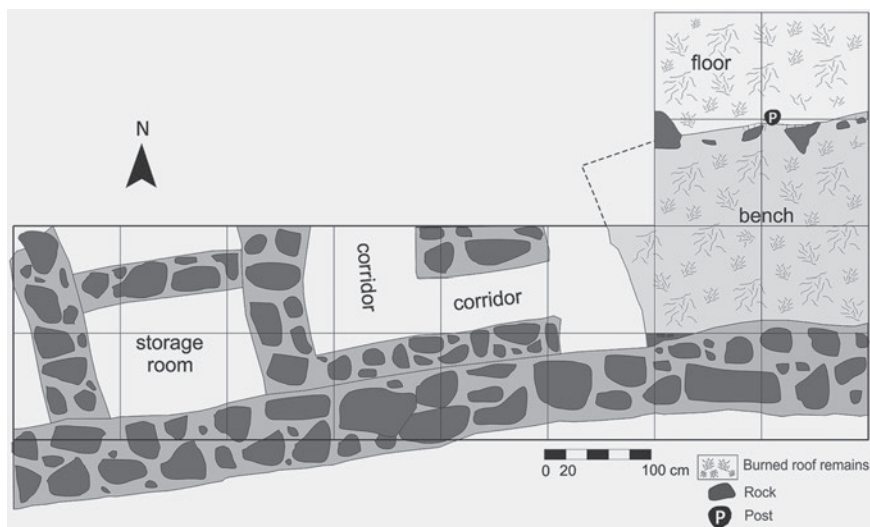 floor
P
N
bench
corridor
corridor
storage
room
0 20 100 cm
Burned roof remains
Rock
P Post